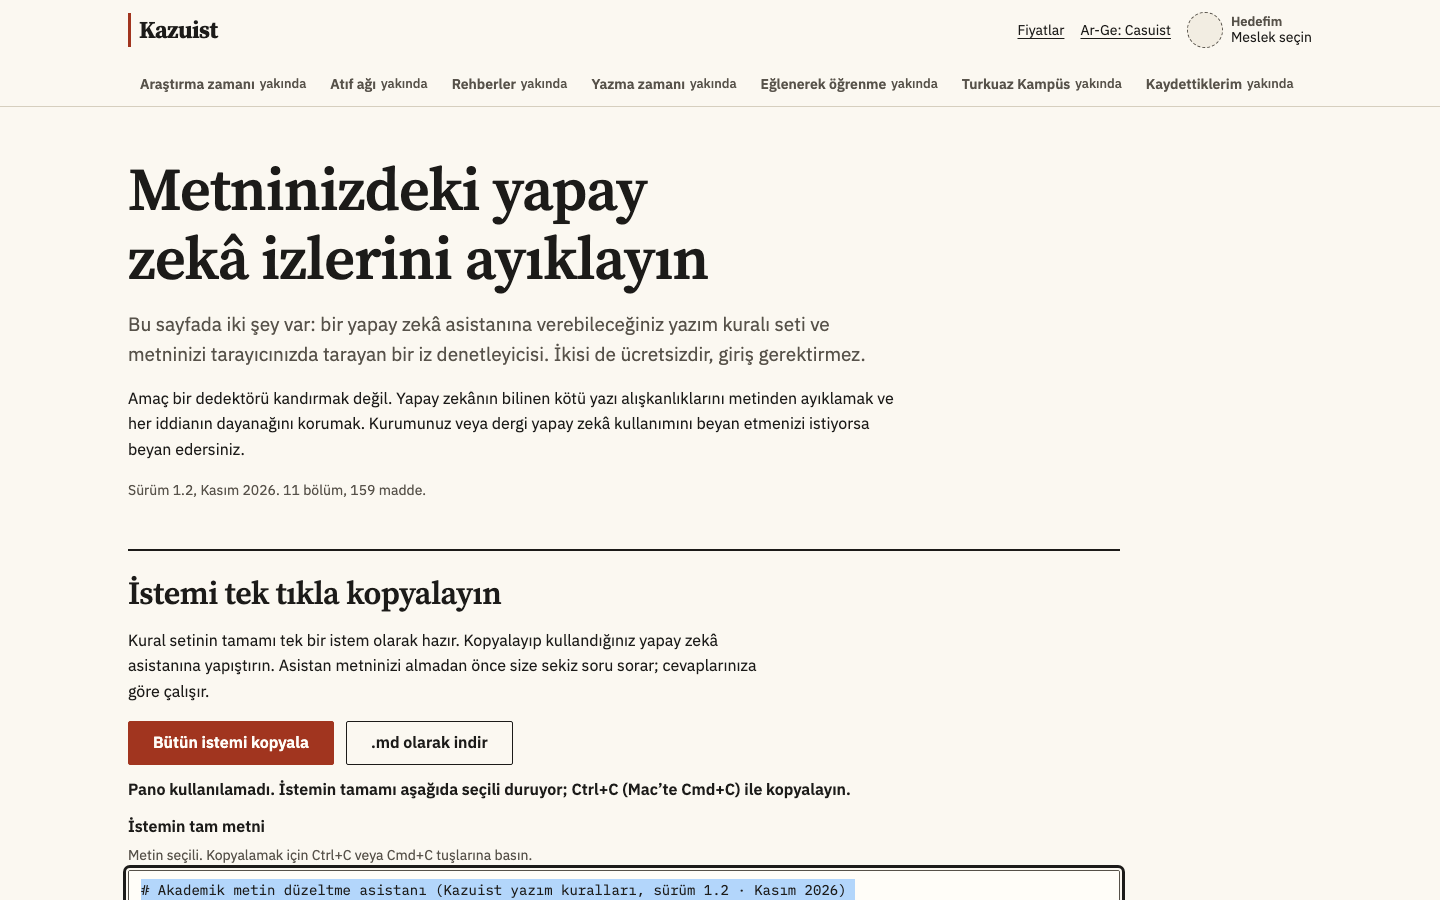 Kazuist
Fiyatlar
Ar-Ge: Casuist
Hedefim
Meslek seçin
Araştırma zamanı yakında
Atıf ağı yakında
Rehberler yakında
Yazma zamanı yakında
Eğlenerek öğrenme yakında
Turkuaz Kampüs yakında
Kaydettiklerim yakında
Metninizdeki yapay
zekâ izlerini ayıklayın
Bu sayfada iki şey var: bir yapay zekâ asistanına verebileceğiniz yazım kuralı seti ve
metninizi tarayıcınızda tarayan bir iz denetleyicisi. İkisi de ücretsizdir, giriş gerektirmez.
Amaç bir dedektörü kandırmak değil. Yapay zekânın bilinen kötü yazı alışkanlıklarını metinden ayıklamak ve
her iddianın dayanağını korumak. Kurumunuz veya dergi yapay zekâ kullanımını beyan etmenizi istiyorsa
beyan edersiniz.
Sürüm 1.2, Kasım 2026. 11 bölüm, 159 madde.
İstemi tek tıkla kopyalayın
Kural setinin tamamı tek bir istem olarak hazır. Kopyalayıp kullandığınız yapay zekâ
asistanına yapıştırın. Asistan metninizi almadan önce size sekiz soru sorar; cevaplarınıza
göre çalışır.
Bütün istemi kopyala
.md olarak indir
Pano kullanılamadı. İstemin tamamı aşağıda seçili duruyor; Ctrl+C (Mac’te Cmd+C) ile kopyalayın.
İstemin tam metni
Metin seçili. Kopyalamak için Ctrl+C veya Cmd+C tuşlarına basın.
# Akademik metin düzeltme asistanı (Kazuist yazım kuralları, sürüm 1.2 · Kasım 2026)